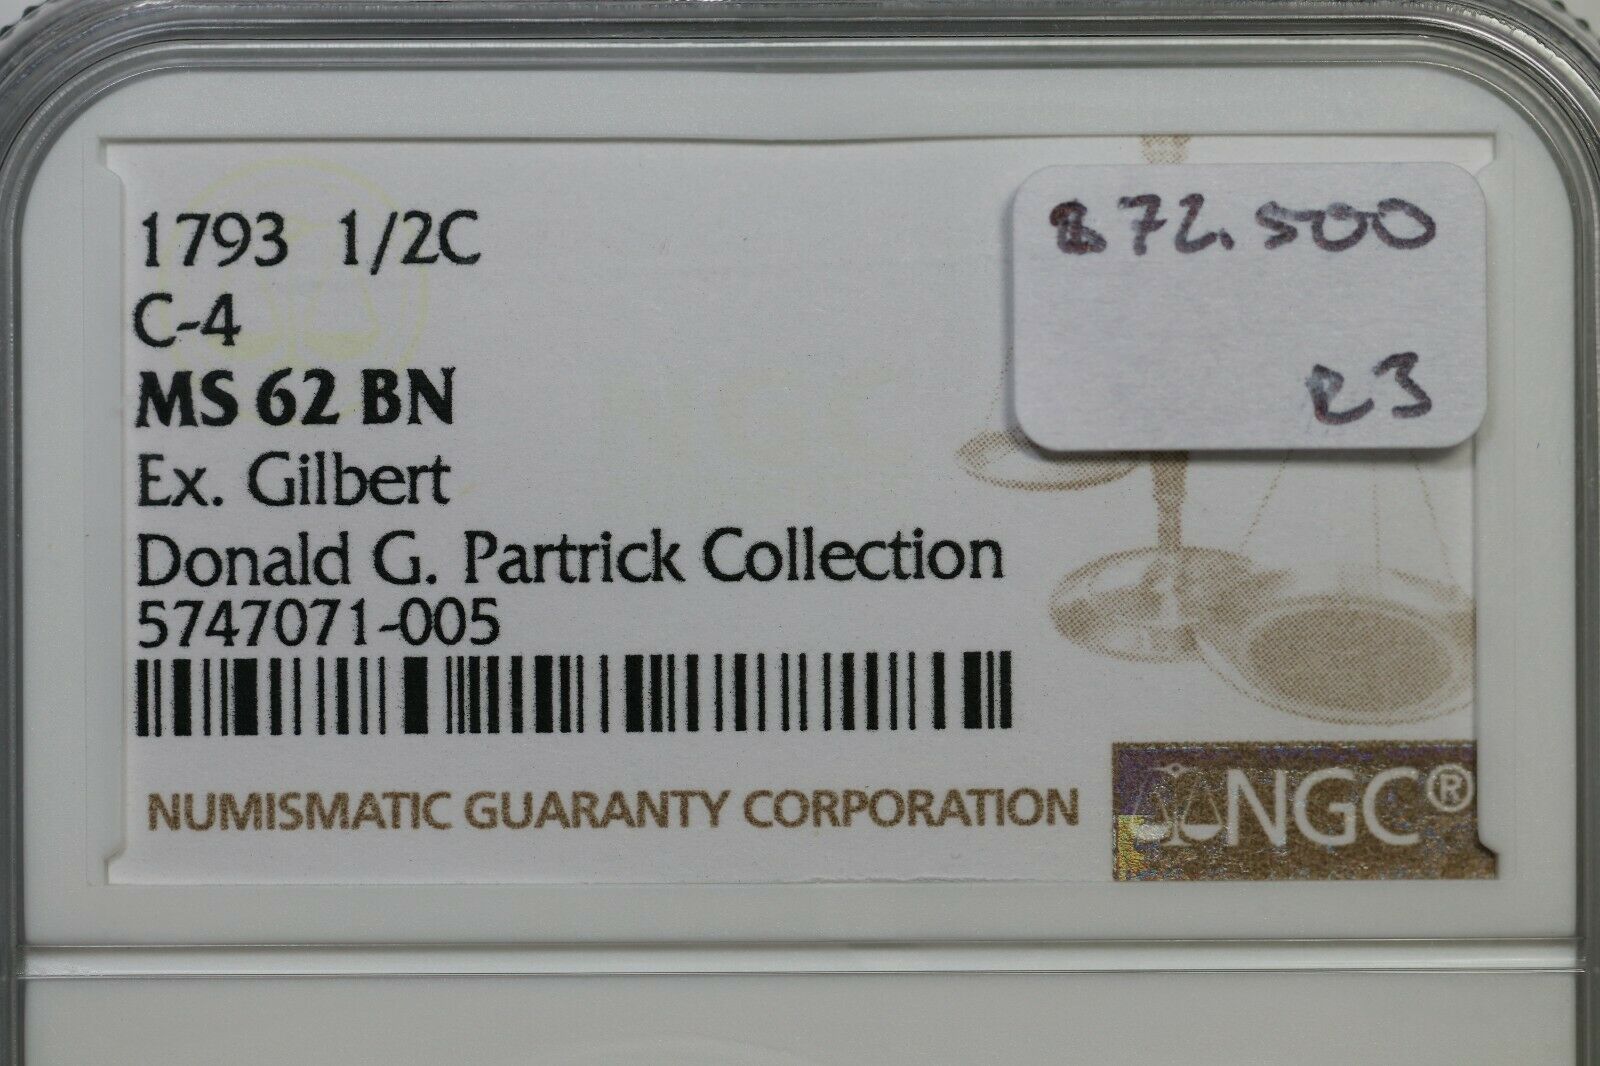 1793 1/2C
C-4
MS 62 BN
Ex. Gilbert
Donald G. Partrick Collection
5747071-005
$72.500
R3
NUMISMATIC GUARANTY CORPORATION
NGC®